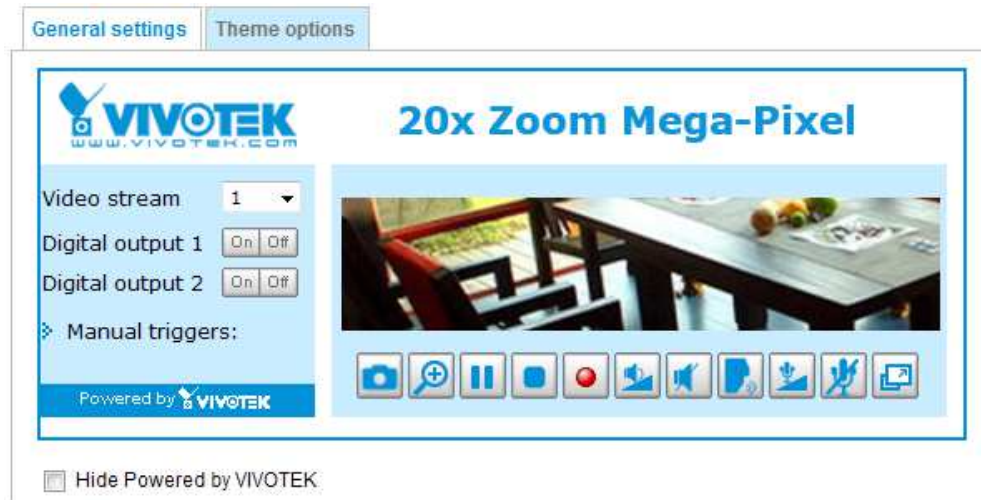 General settings
Theme options
VIVOTEK
www.vivotek.com
20x Zoom Mega-Pixel
Video stream 1
Digital output 1 On Off
Digital output 2 On Off
Manual triggers:
Powered by VIVOTEK
Hide Powered by VIVOTEK